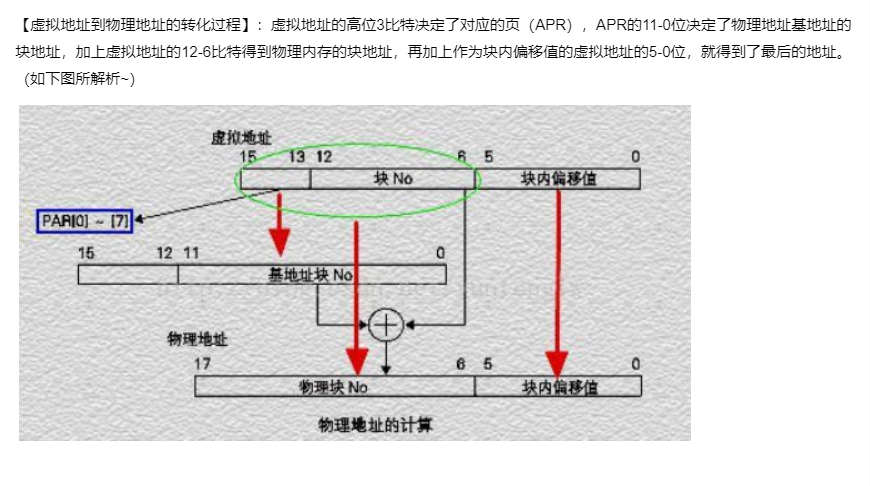 【虚拟地址到物理地址的转化过程】：虚拟地址的高位3比特决定了对应的页（APR），APR的11-0位决定了物理地址基地址的
块地址，加上虚拟地址的12-6比特得到物理内存的块地址，再加上作为块内偏移值的虚拟地址的5-0位，就得到了最后的地址。
(如下图所解析~)
虚拟地址
15 13 12 6 5 0
块 No 块内偏移值
PAR[0] ~ [7]
15 12 11 0
基地址块 No
物理地址
17 6 5 0
物理块 No 块内偏移值
物理地址的计算